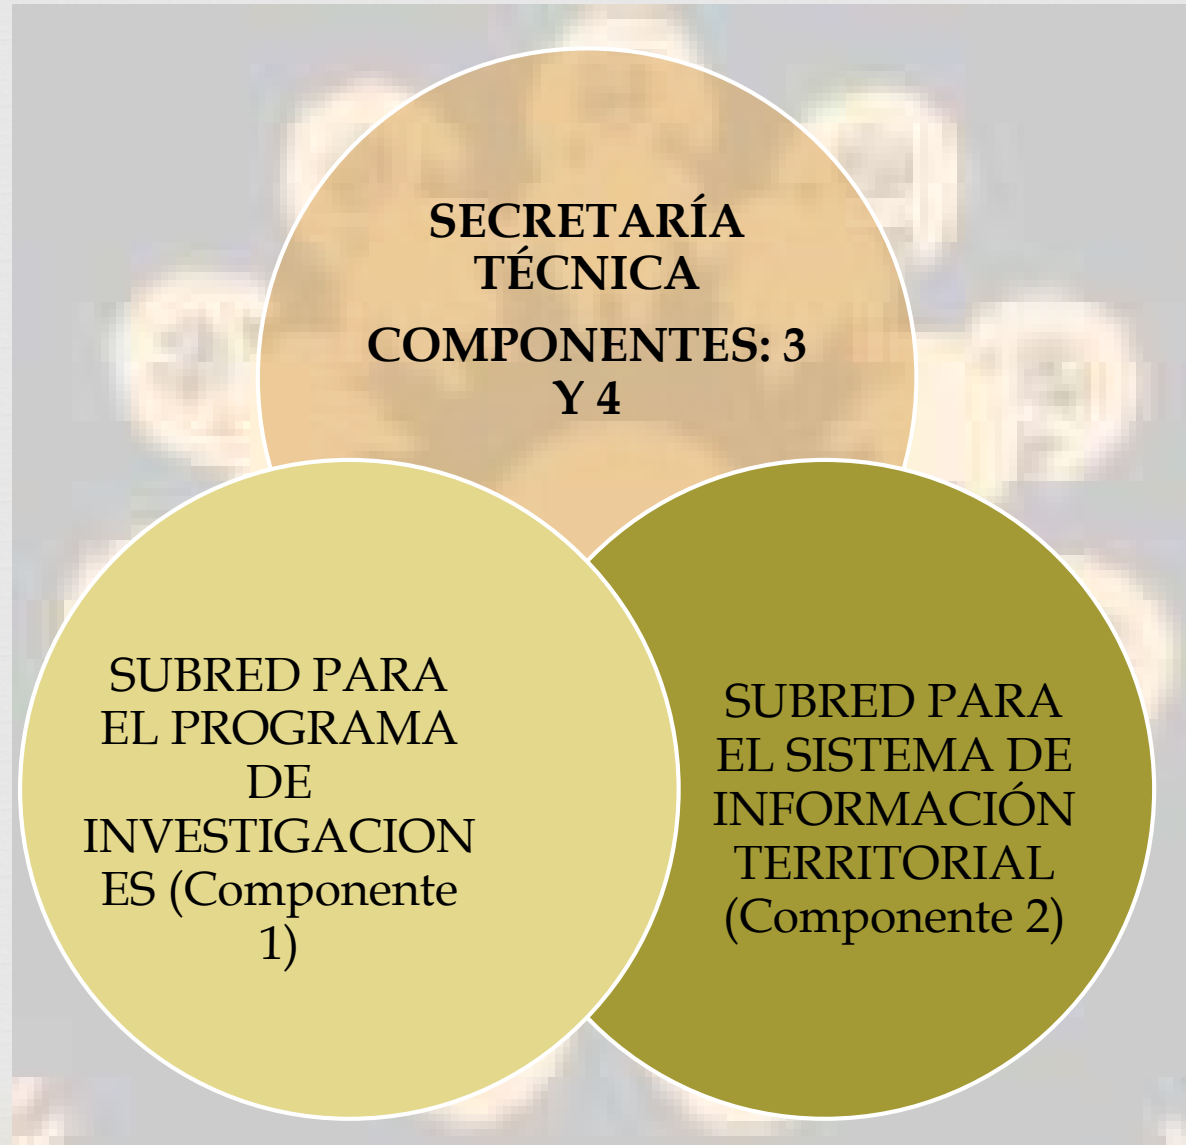 SECRETARÍA
TÉCNICA
COMPONENTES: 3
Y 4
SUBRED PARA
EL PROGRAMA
DE
INVESTIGACION
ES (Componente
1)
SUBRED PARA
EL SISTEMA DE
INFORMACIÓN
TERRITORIAL
(Componente 2)